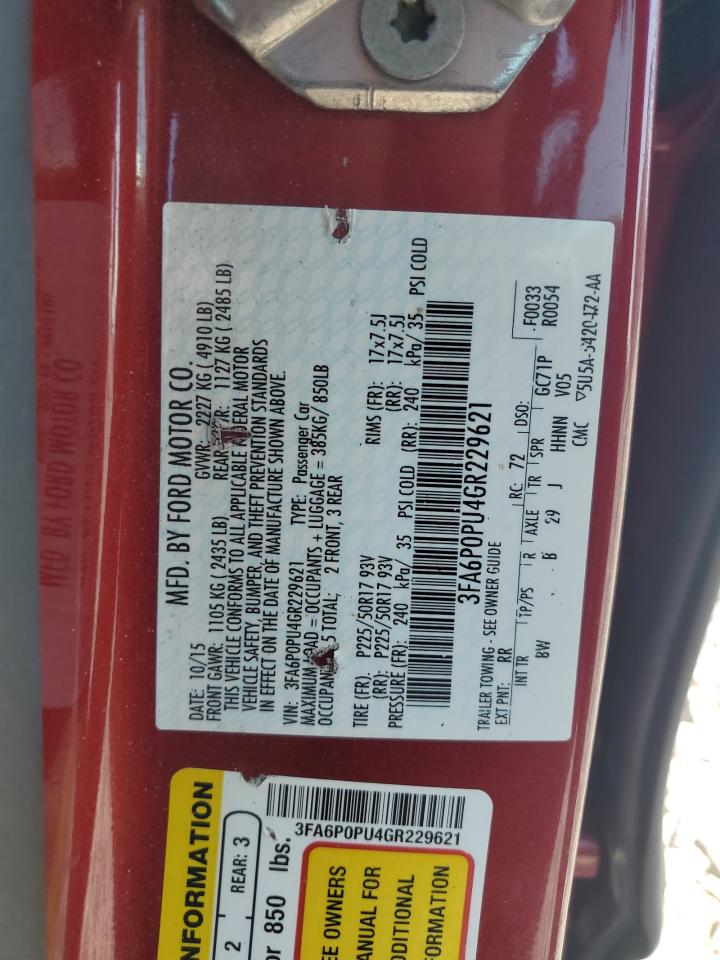 MFD. BY FORD MOTOR CO.
DATE: 10/15 GVWR: 2227 KG ( 4910 LB)
FRONT GAWR: 1105 KG ( 2435 LB) REAR 1127 KG ( 2485 LB)
THIS VEHICLE CONFORMS TO ALL APPLICABLE FEDERAL MOTOR
VEHICLE SAFETY, BUMPER, AND THEFT PREVENTION STANDARDS
IN EFFECT ON THE DATE OF MANUFACTURE SHOWN ABOVE.
VIN: 3FA6P0PU4GR229621 TYPE: Passenger Car
MAXIMUM LOAD = OCCUPANTS + LUGGAGE = 385KG/ 850LB
5 TOTAL, 2 FRONT, 3 REAR
TIRE (FR): P225/50R17 93V RIMS (FR): 17x7.5J
(RR): P225/50R17 93V (RR): 17x7.5J
PRESSURE (FR): 240 kPa/ 35 PSI COLD (RR): 240 kPa/ 35 PSI COLD
3FA6P0PU4GR229621
TRAILER TOWING - SEE OWNER GUIDE
EXT PNT: RR RC: 72 DSO: F0033
R0054
INT TR TP/PS R AXLE TR SPR GC71P
BW B 29 J HHNN V05
CMC ▽5U5A-5420472-AA
NFORMATION
2 REAR: 3
or 850 lbs.
3FA6P0PU4GR229621
EE OWNERS
ANUAL FOR
DDITIONAL
FORMATION